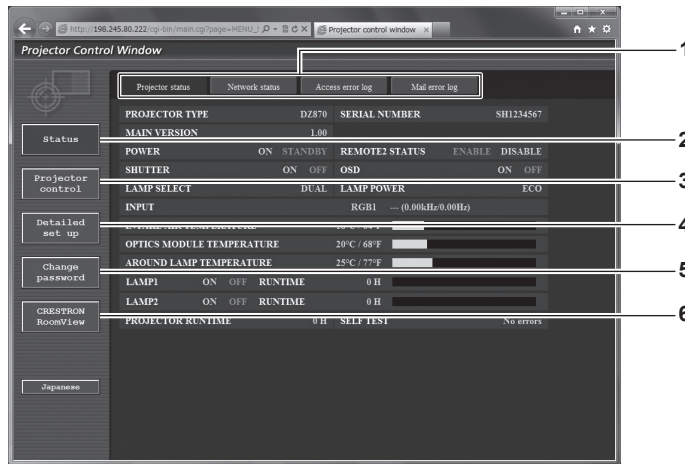 http://198.245.80.222/cgi-bin/main.cgi?page=MENU_ Projector control window
Projector Control Window
1
Projector status Network status Access error log Mail error log
PROJECTOR TYPE DZ870 SERIAL NUMBER SH1234567
MAIN VERSION 1.00
Status
2
POWER ON STANDBY REMOTE2 STATUS ENABLE DISABLE
SHUTTER ON OFF OSD ON OFF
Projector control
3
LAMP SELECT DUAL LAMP POWER ECO
INPUT RGB1 --- (0.00kHz/0.00Hz)
Detailed set up
4
OPTICS MODULE TEMPERATURE 20°C / 68°F
AROUND LAMP TEMPERATURE 25°C / 77°F
Change password
5
LAMP1 ON OFF RUNTIME 0 H
LAMP2 ON OFF RUNTIME 0 H
CRESTRON RoomView
6
PROJECTOR RUNTIME 0 H SELF TEST No errors
Japanese